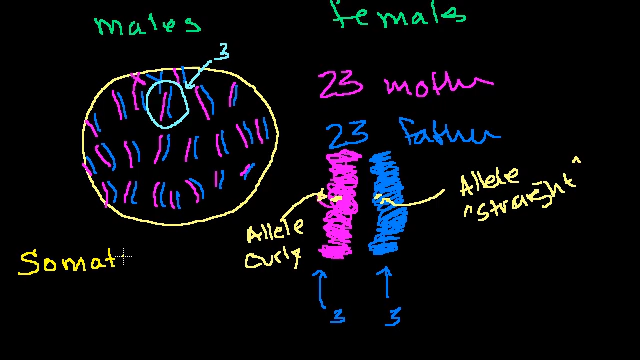 males
females
3
23 mother
23 father
Allele
"straight"
Allele
Curly
Somat
3
3